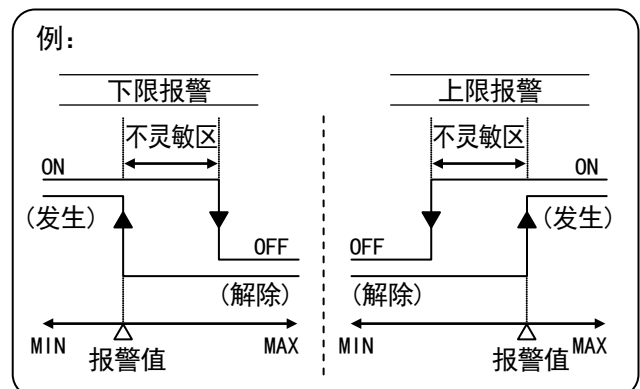 例：
下限报警
不灵敏区
ON
(发生)
OFF
(解除)
MIN
报警值
MAX
上限报警
不灵敏区
ON
(发生)
OFF
(解除)
MIN
报警值
MAX